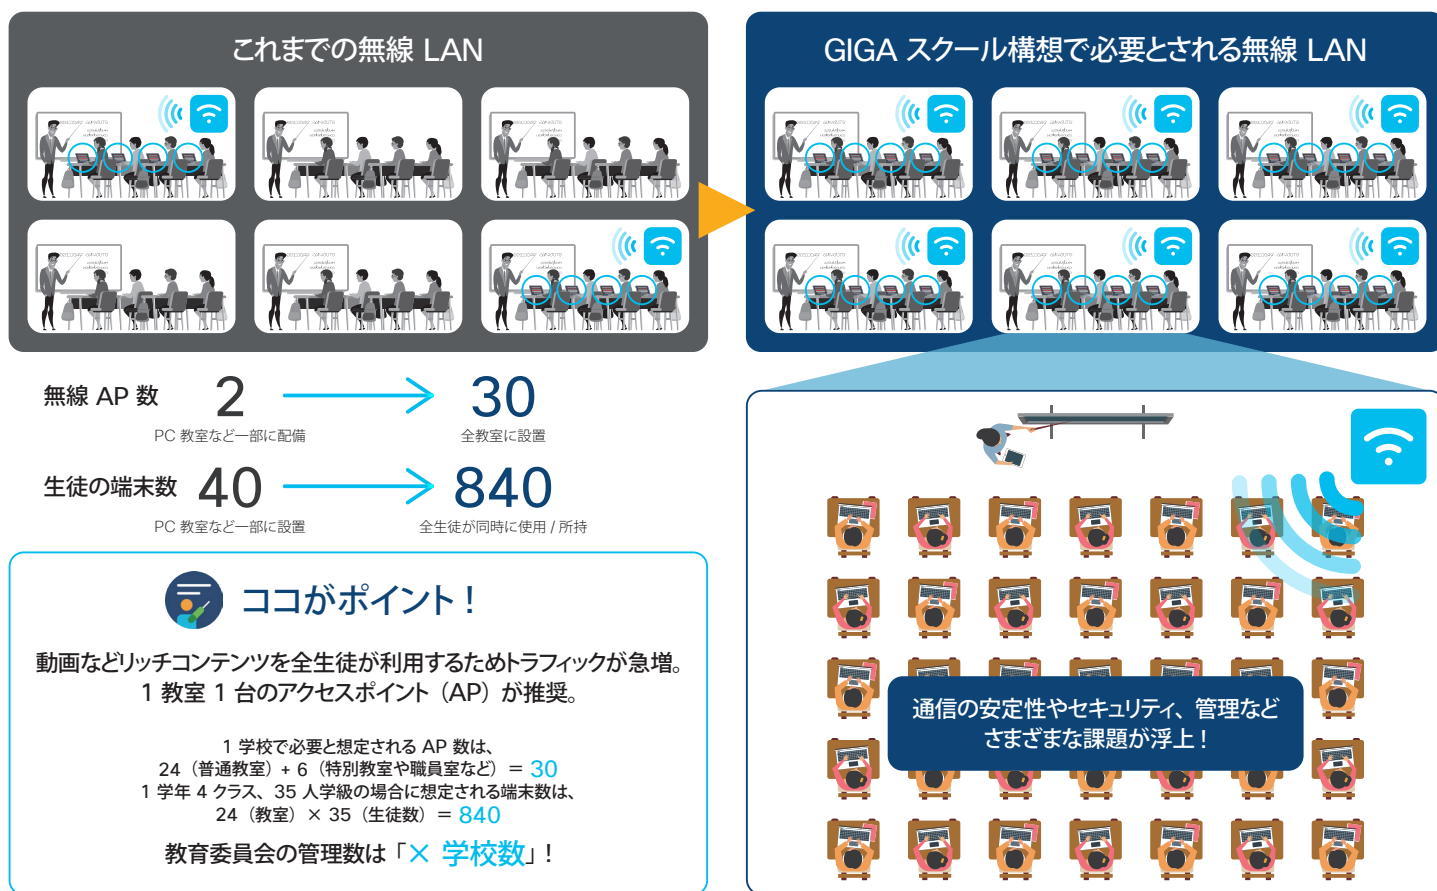 これまでの無線 LAN
GIGA スクール構想で必要とされる無線 LAN
無線 AP 数
2
30
PC 教室など一部に配備
全教室に設置
生徒の端末数
40
840
PC 教室など一部に設置
全生徒が同時に使用 / 所持
ココがポイント！
動画などリッチコンテンツを全生徒が利用するためトラフィックが急増。
1 教室 1 台のアクセスポイント（AP）が推奨。
1 学校で必要と想定される AP 数は、
24（普通教室）+ 6（特別教室や職員室など）＝ 30
1 学年 4 クラス、35 人学級の場合に想定される端末数は、
24（教室）× 35（生徒数）＝ 840
教育委員会の管理数は「× 学校数」！
通信の安定性やセキュリティ、管理など
さまざまな課題が浮上！